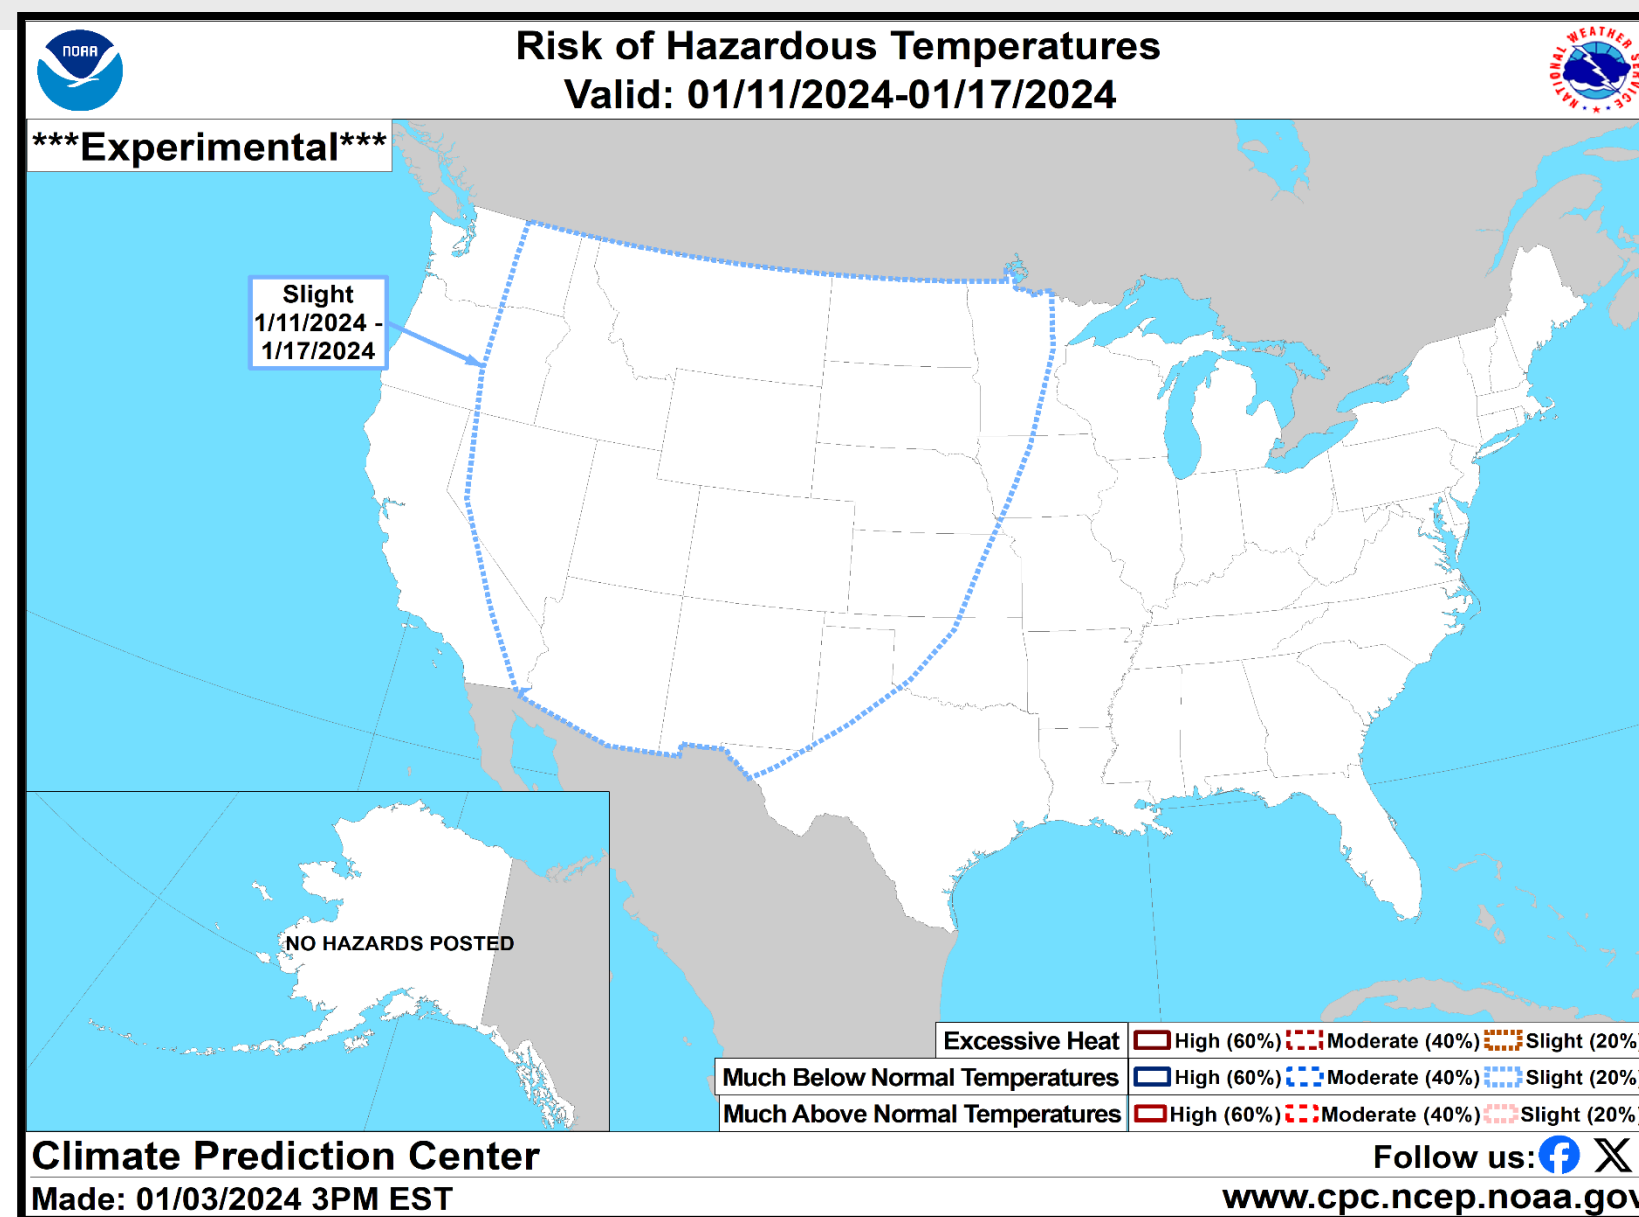 NOAA
Risk of Hazardous Temperatures
Valid: 01/11/2024-01/17/2024
NATIONAL WEATHER SERVICE
***Experimental***
Slight
1/11/2024 -
1/17/2024
NO HAZARDS POSTED
Excessive Heat High (60%) Moderate (40%) Slight (20%)
Much Below Normal Temperatures High (60%) Moderate (40%) Slight (20%)
Much Above Normal Temperatures High (60%) Moderate (40%) Slight (20%)
Climate Prediction Center
Follow us:
Made: 01/03/2024 3PM EST
www.cpc.ncep.noaa.gov